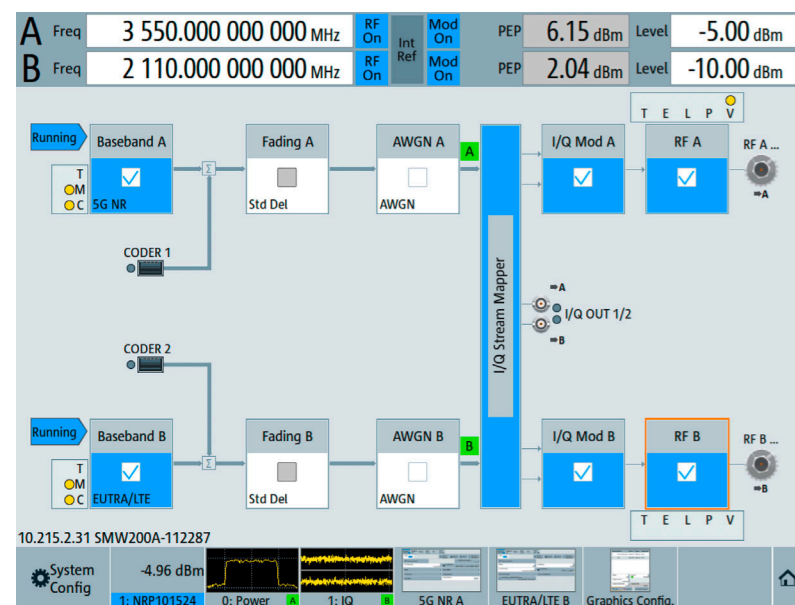 A Freq 3 550.000 000 000 MHz RF On Int Ref Mod On PEP 6.15 dBm Level -5.00 dBm
B Freq 2 110.000 000 000 MHz RF On Mod On PEP 2.04 dBm Level -10.00 dBm
T E L P V
Running Baseband A Fading A AWGN A A I/Q Mod A RF A RF A ...
T
M
C 5G NR Std Del AWGN ➡A
Σ
CODER 1
I/Q Stream Mapper
➡A
I/Q OUT 1/2
➡B
CODER 2
Running Baseband B Fading B AWGN B B I/Q Mod B RF B RF B ...
Σ
T
M
C EUTRA/LTE Std Del AWGN ➡B
T E L P V
10.215.2.31 SMW200A-112287
System Config -4.96 dBm
1: NRP101524 0: Power A 1: IQ B 5G NR A EUTRA/LTE B Graphics Config.